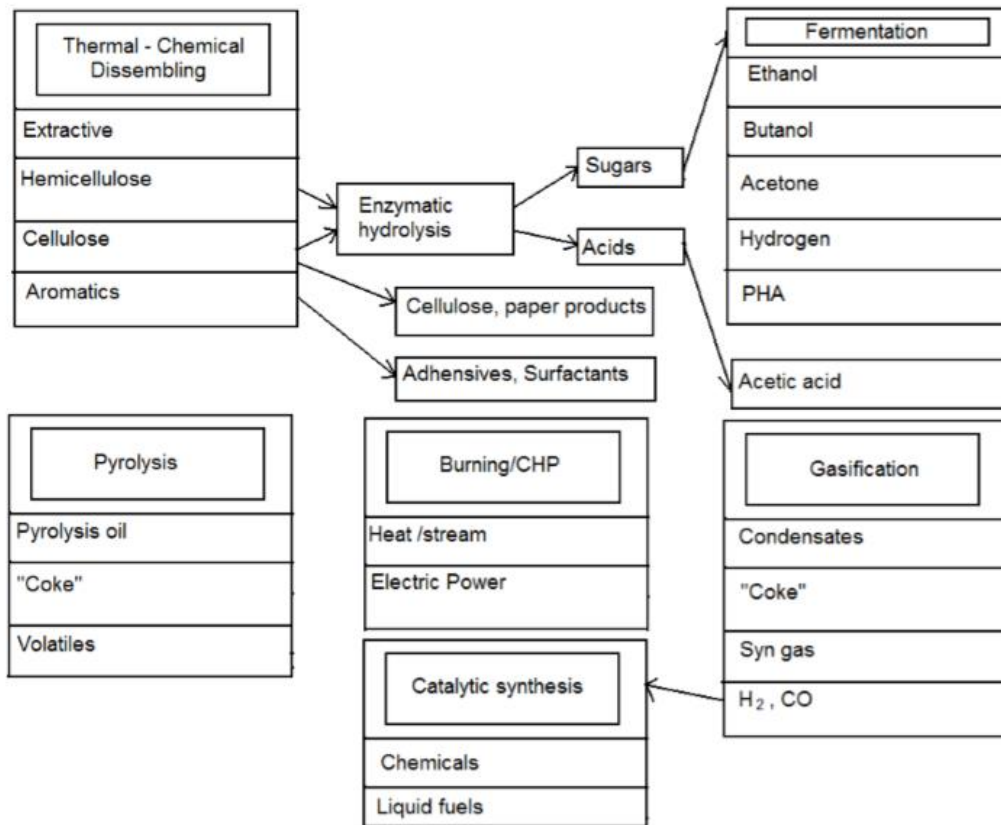 Thermal - Chemical
Dissembling
Extractive
Hemicellulose
Cellulose
Aromatics
Enzymatic
hydrolysis
Sugars
Acids
Cellulose, paper products
Adhensives, Surfactants
Fermentation
Ethanol
Butanol
Acetone
Hydrogen
PHA
Acetic acid
Pyrolysis
Pyrolysis oil
"Coke"
Volatiles
Burning/CHP
Heat /stream
Electric Power
Catalytic synthesis
Chemicals
Liquid fuels
Gasification
Condensates
"Coke"
Syn gas
H₂ , CO